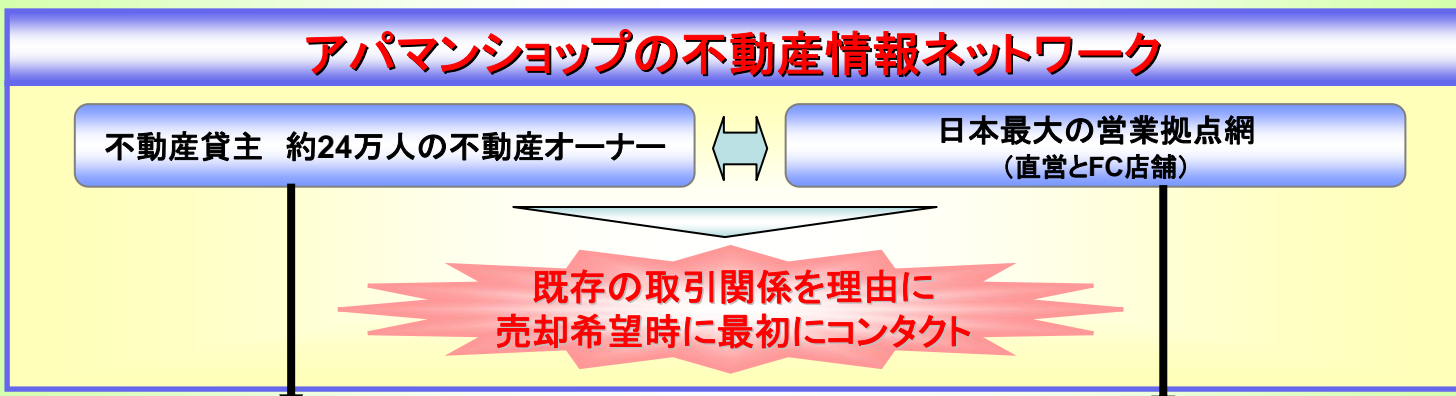 アパマンショップの不動産情報ネットワーク
不動産貸主　約24万人の不動産オーナー
日本最大の営業拠点網
（直営とFC店舗）
既存の取引関係を理由に
売却希望時に最初にコンタクト